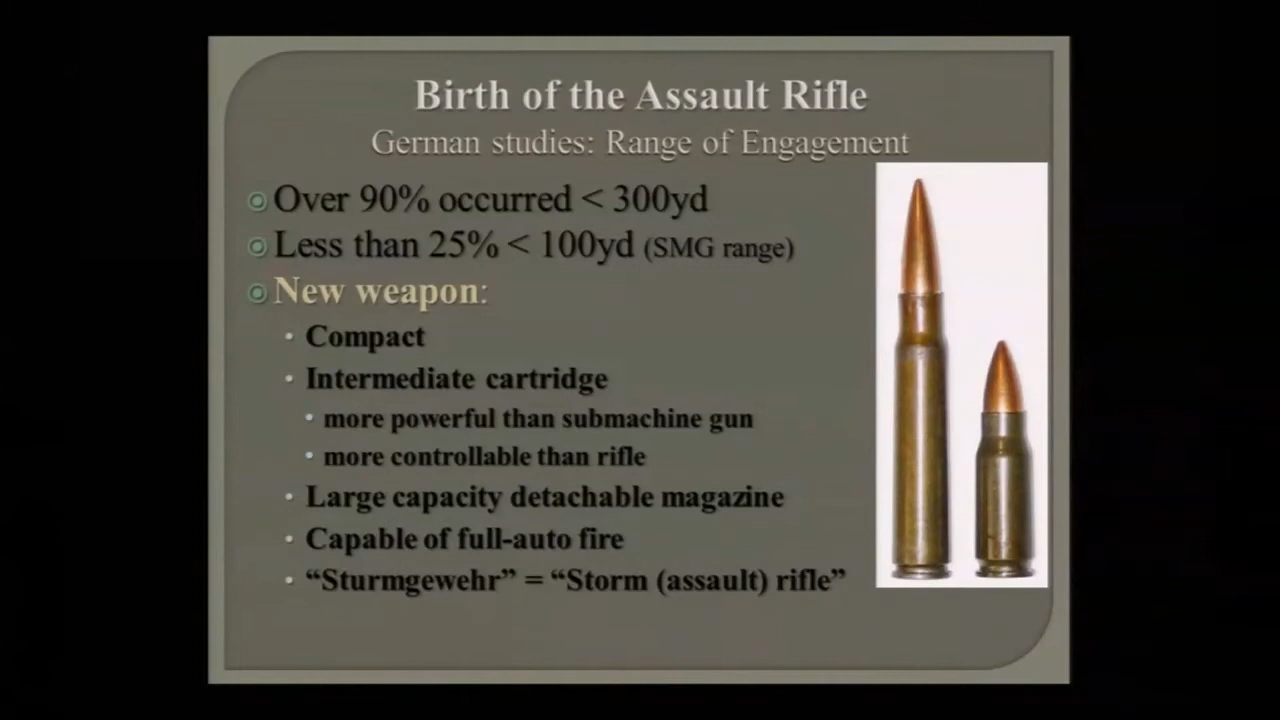 Birth of the Assault Rifle
German studies: Range of Engagement
Over 90% occurred < 300yd
Less than 25% < 100yd (SMG range)
New weapon:
Compact
Intermediate cartridge
more powerful than submachine gun
more controllable than rifle
Large capacity detachable magazine
Capable of full-auto fire
“Sturmgewehr” = “Storm (assault) rifle”